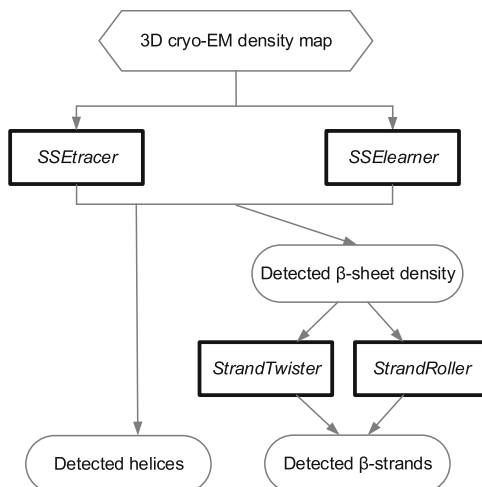 3D cryo-EM density map
SSEtracer
SSElearner
Detected β-sheet density
StrandTwister
StrandRoller
Detected helices
Detected β-strands